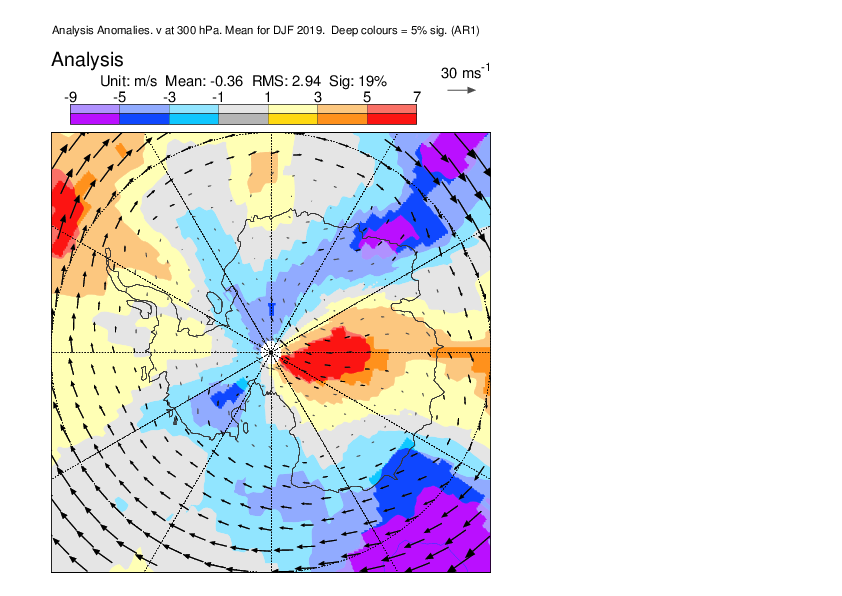 Analysis Anomalies. v at 300 hPa. Mean for DJF 2019.  Deep colours = 5% sig. (AR1)
Analysis
30 ms-1
Unit: m/s  Mean: -0.36  RMS: 2.94  Sig: 19%
-9 -5 -3 -1 1 3 5 7